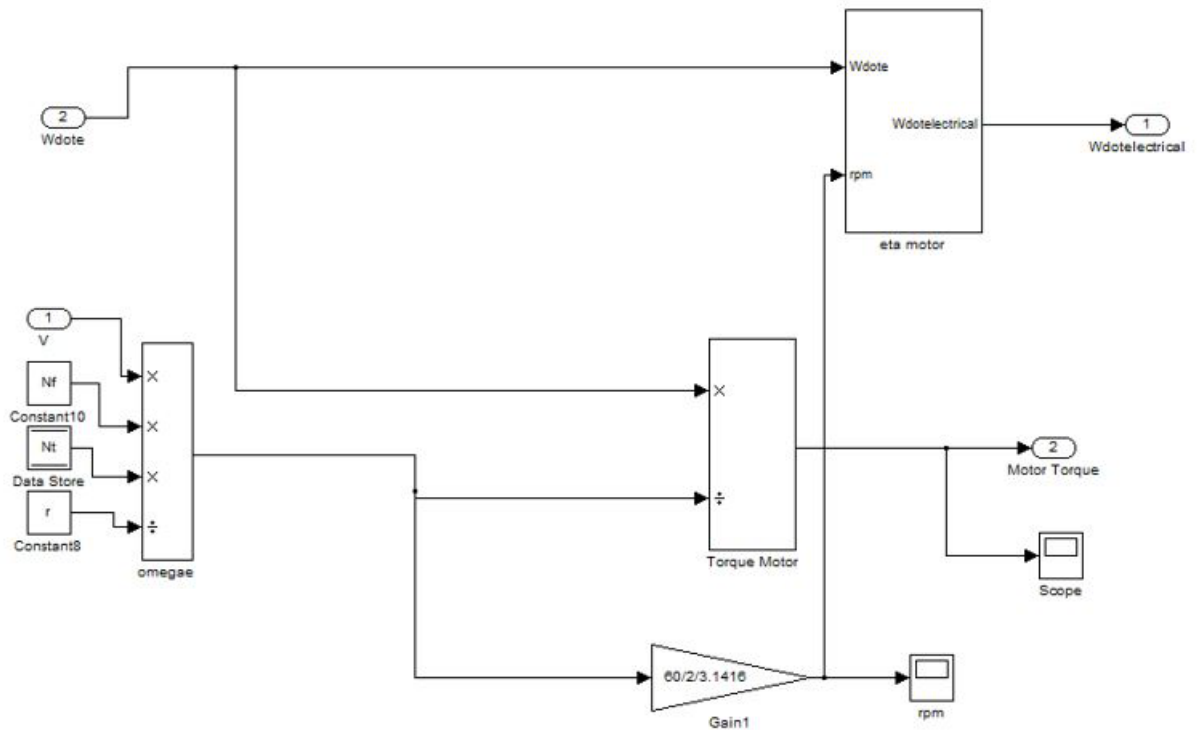 Wdote
Wdotelectrical
rpm
eta motor
2
Wdote
1
Wdotelectrical
1
V
Nf
Constant10
Nt
Data Store
r
Constant8
×
×
×
÷
omegae
×
÷
Torque Motor
2
Motor Torque
Scope
60/2/3.1416
Gain1
rpm